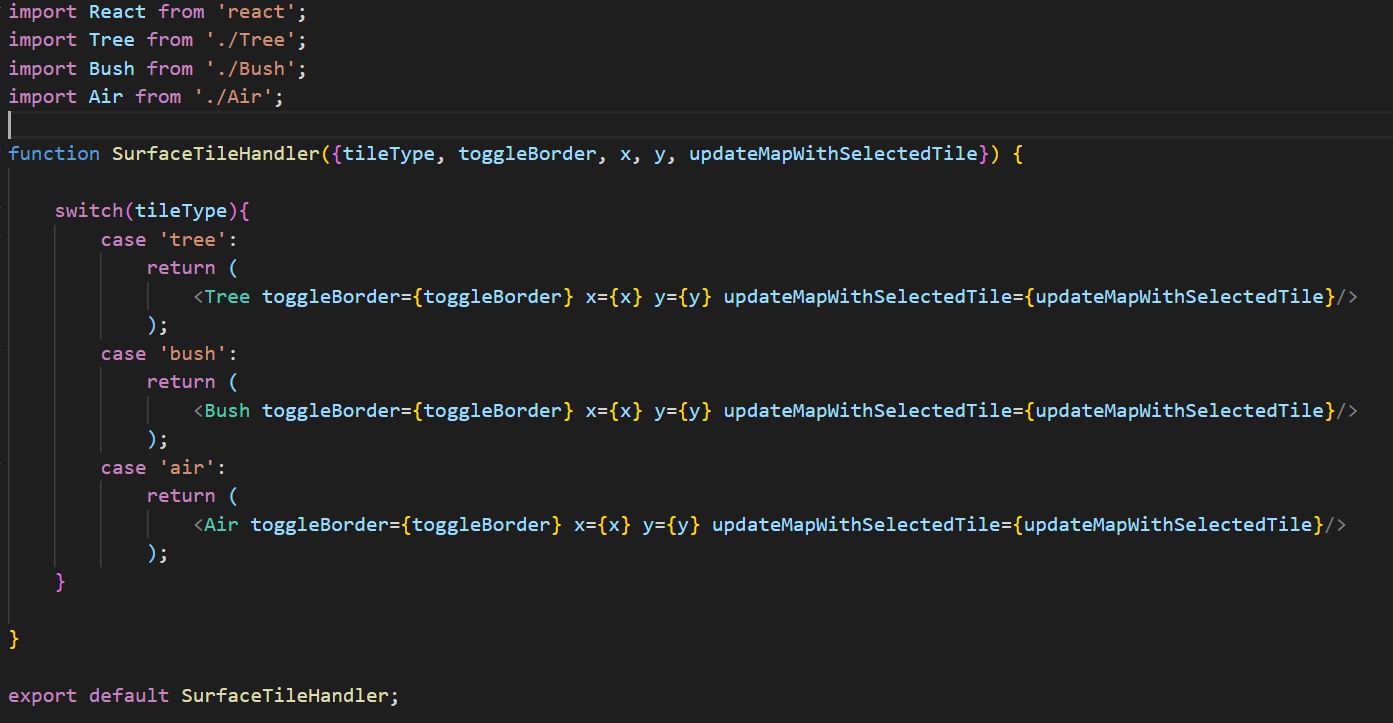 import React from 'react';
import Tree from './Tree';
import Bush from './Bush';
import Air from './Air';
function SurfaceTileHandler({tileType, toggleBorder, x, y, updateMapWithSelectedTile}) {
switch(tileType){
case 'tree':
return (
<Tree toggleBorder={toggleBorder} x={x} y={y} updateMapWithSelectedTile={updateMapWithSelectedTile}/>
);
case 'bush':
return (
<Bush toggleBorder={toggleBorder} x={x} y={y} updateMapWithSelectedTile={updateMapWithSelectedTile}/>
);
case 'air':
return (
<Air toggleBorder={toggleBorder} x={x} y={y} updateMapWithSelectedTile={updateMapWithSelectedTile}/>
);
}
}
export default SurfaceTileHandler;